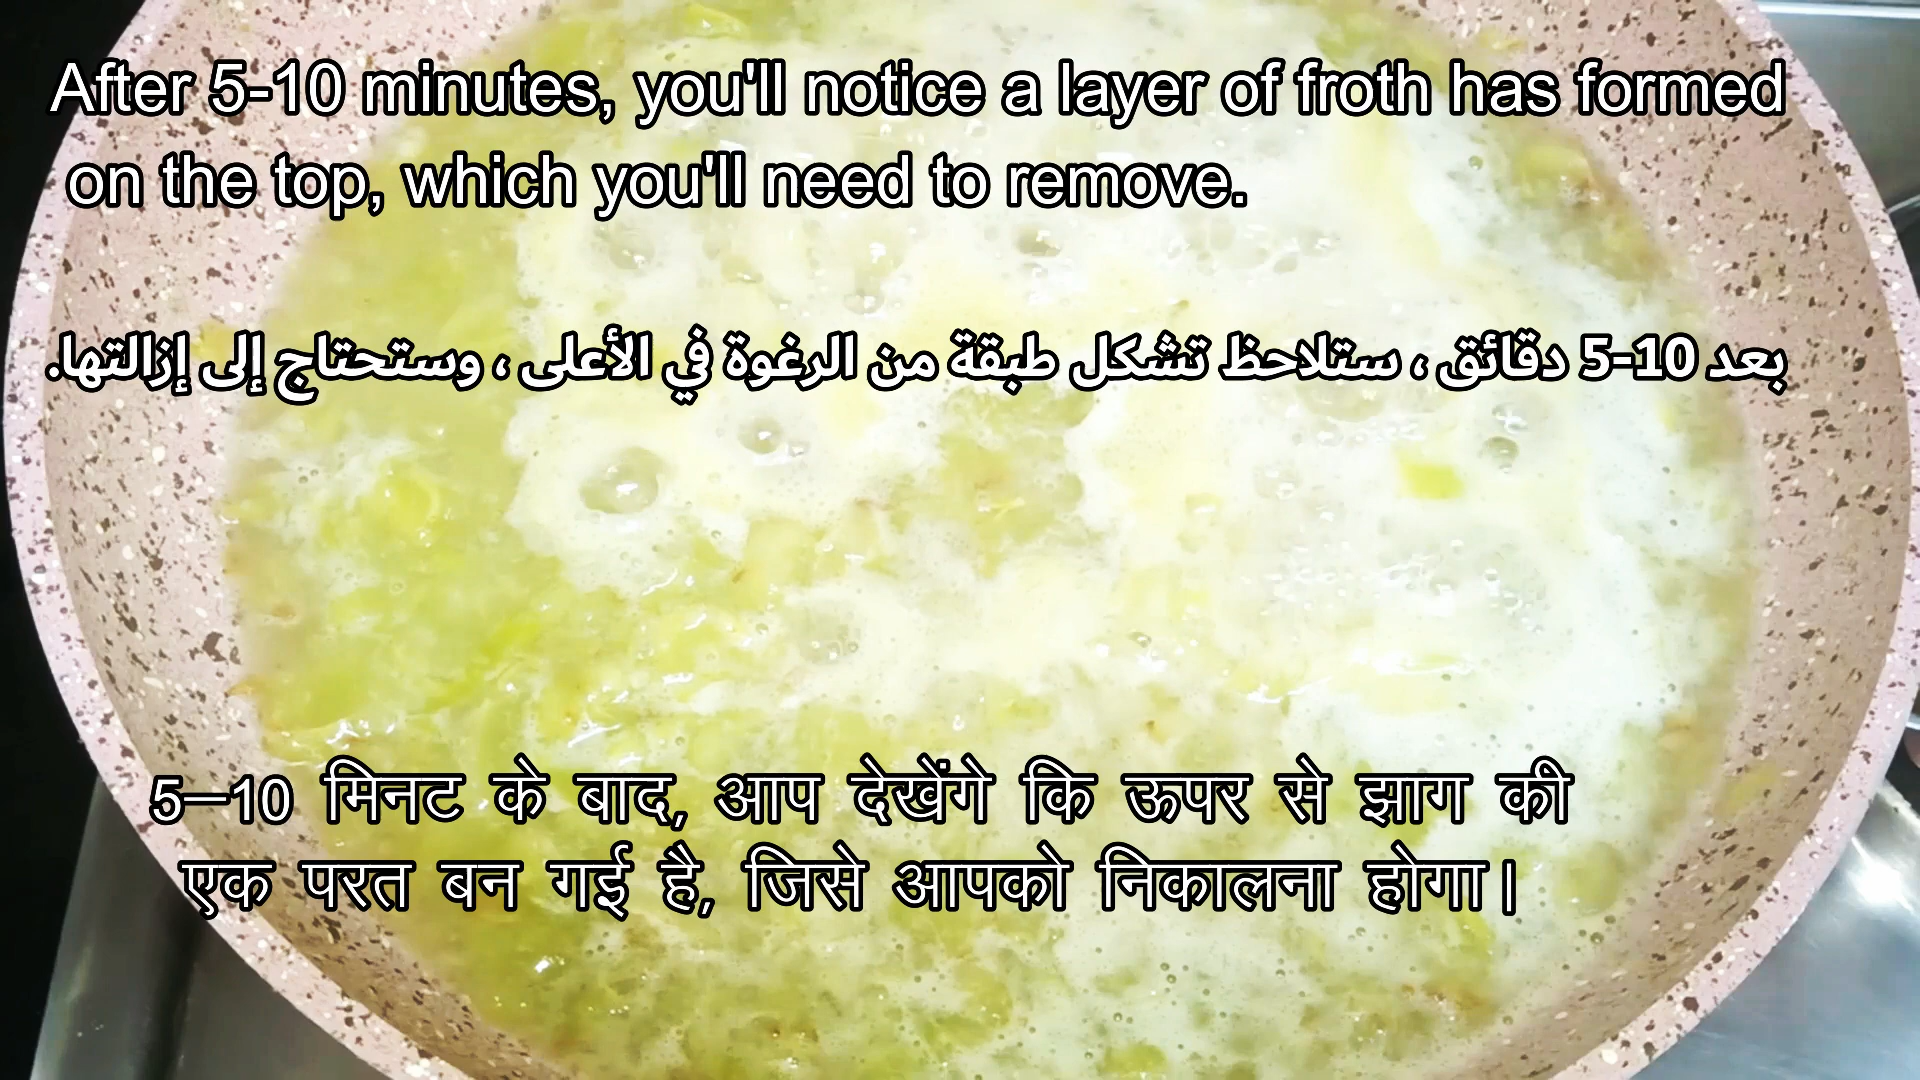 After 5-10 minutes, you'll notice a layer of froth has formed
on the top, which you'll need to remove.
بعد 10-5 دقائق ، ستلاحظ تشكل طبقة من الرغوة في الأعلى ، وستحتاج إلى إزالتها.
5–10 मिनट के बाद, आप देखेंगे कि ऊपर से झाग की
एक परत बन गई है, जिसे आपको निकालना होगा।